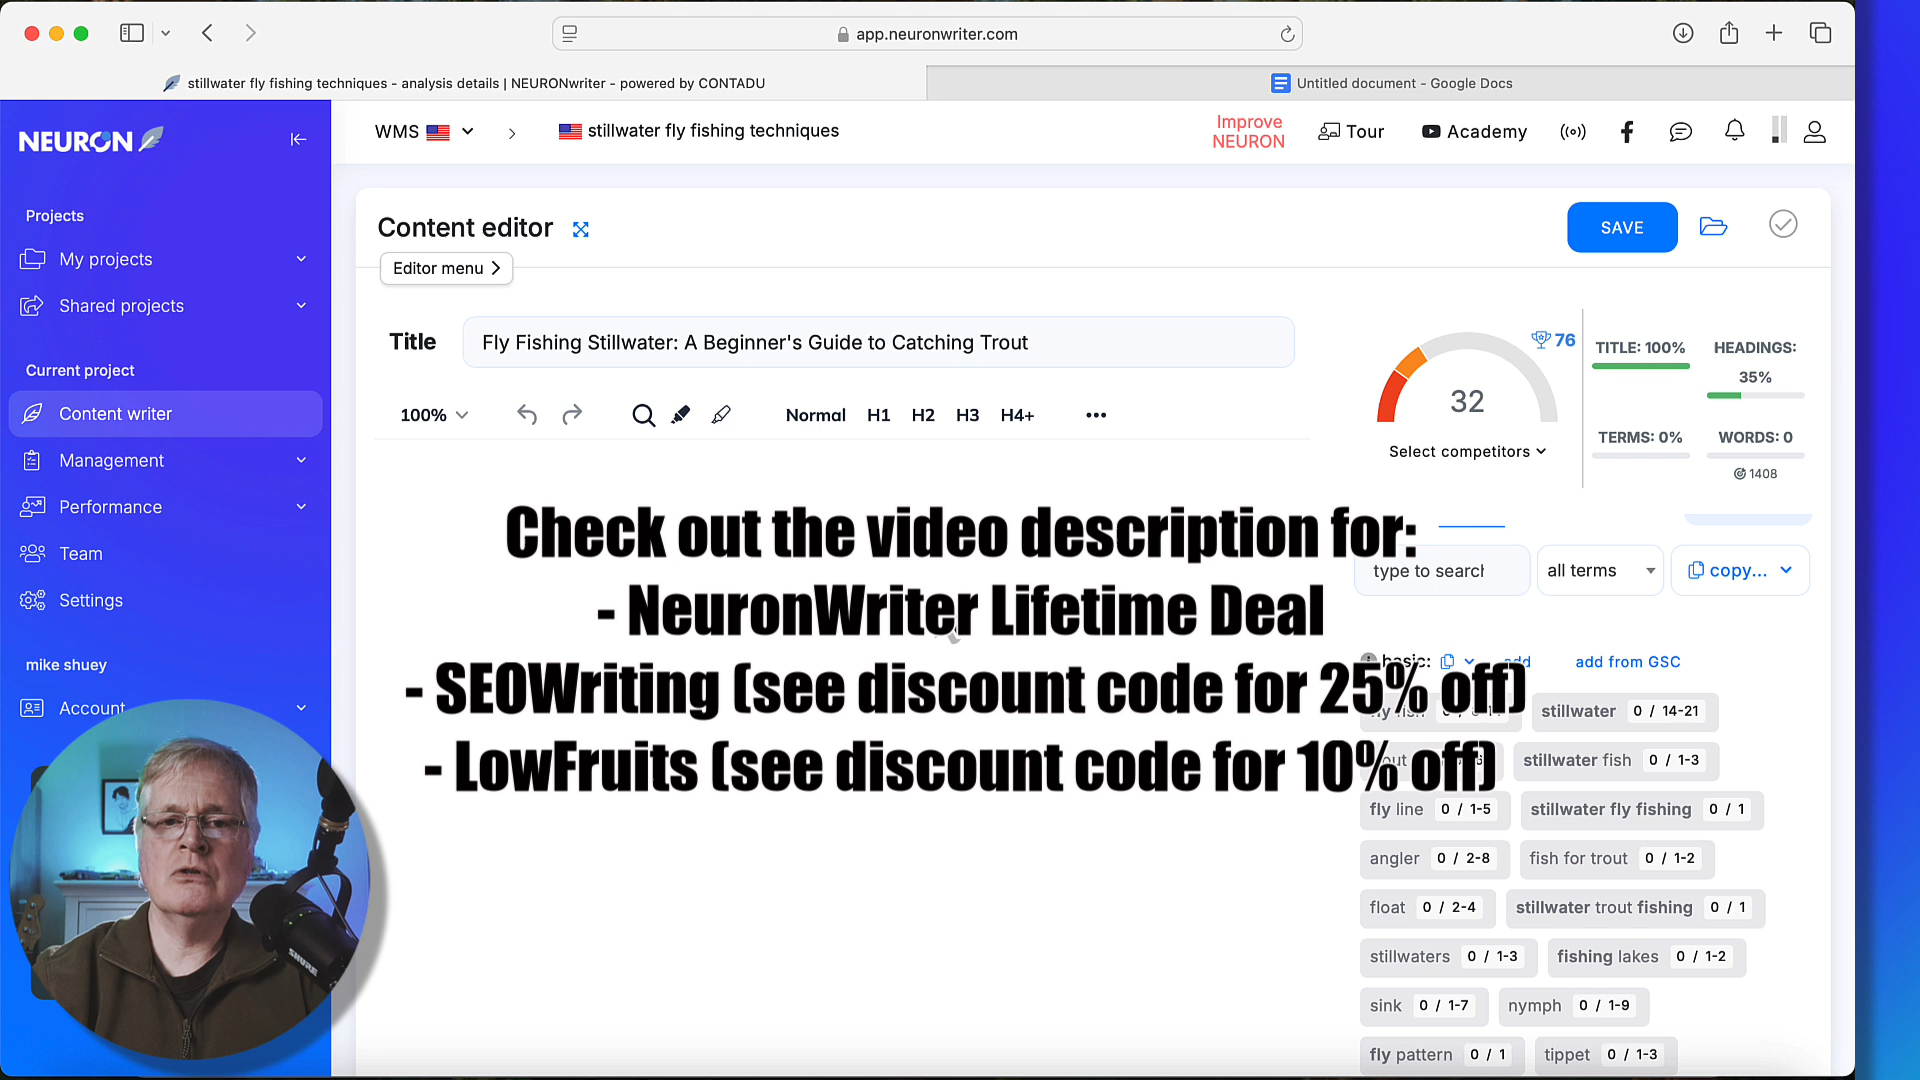 app.neuronwriter.com
stillwater fly fishing techniques - analysis details | NEURONwriter - powered by CONTADU
Untitled document - Google Docs
NEURON
WMS
stillwater fly fishing techniques
Improve
NEURON
Tour
Academy
Projects
My projects
Shared projects
Current project
Content writer
Management
Performance
Team
Settings
mike shuey
Account
Content editor
SAVE
Editor menu
Title
Fly Fishing Stillwater: A Beginner's Guide to Catching Trout
100%
Normal H1 H2 H3 H4+
76
32
Select competitors
TITLE: 100%
HEADINGS:
35%
TERMS: 0%
WORDS: 0
1408
Check out the video description for:
- NeuronWriter Lifetime Deal
- SEOWriting (see discount code for 25% off)
- LowFruits (see discount code for 10% off)
type to search
all terms
copy...
basic:
add
add from GSC
stillwater 0 / 14-21
stillwater fish 0 / 1-3
fly line 0 / 1-5
stillwater fly fishing 0 / 1
angler 0 / 2-8
fish for trout 0 / 1-2
float 0 / 2-4
stillwater trout fishing 0 / 1
stillwaters 0 / 1-3
fishing lakes 0 / 1-2
sink 0 / 1-7
nymph 0 / 1-9
fly pattern 0 / 1
tippet 0 / 1-3
SHURE